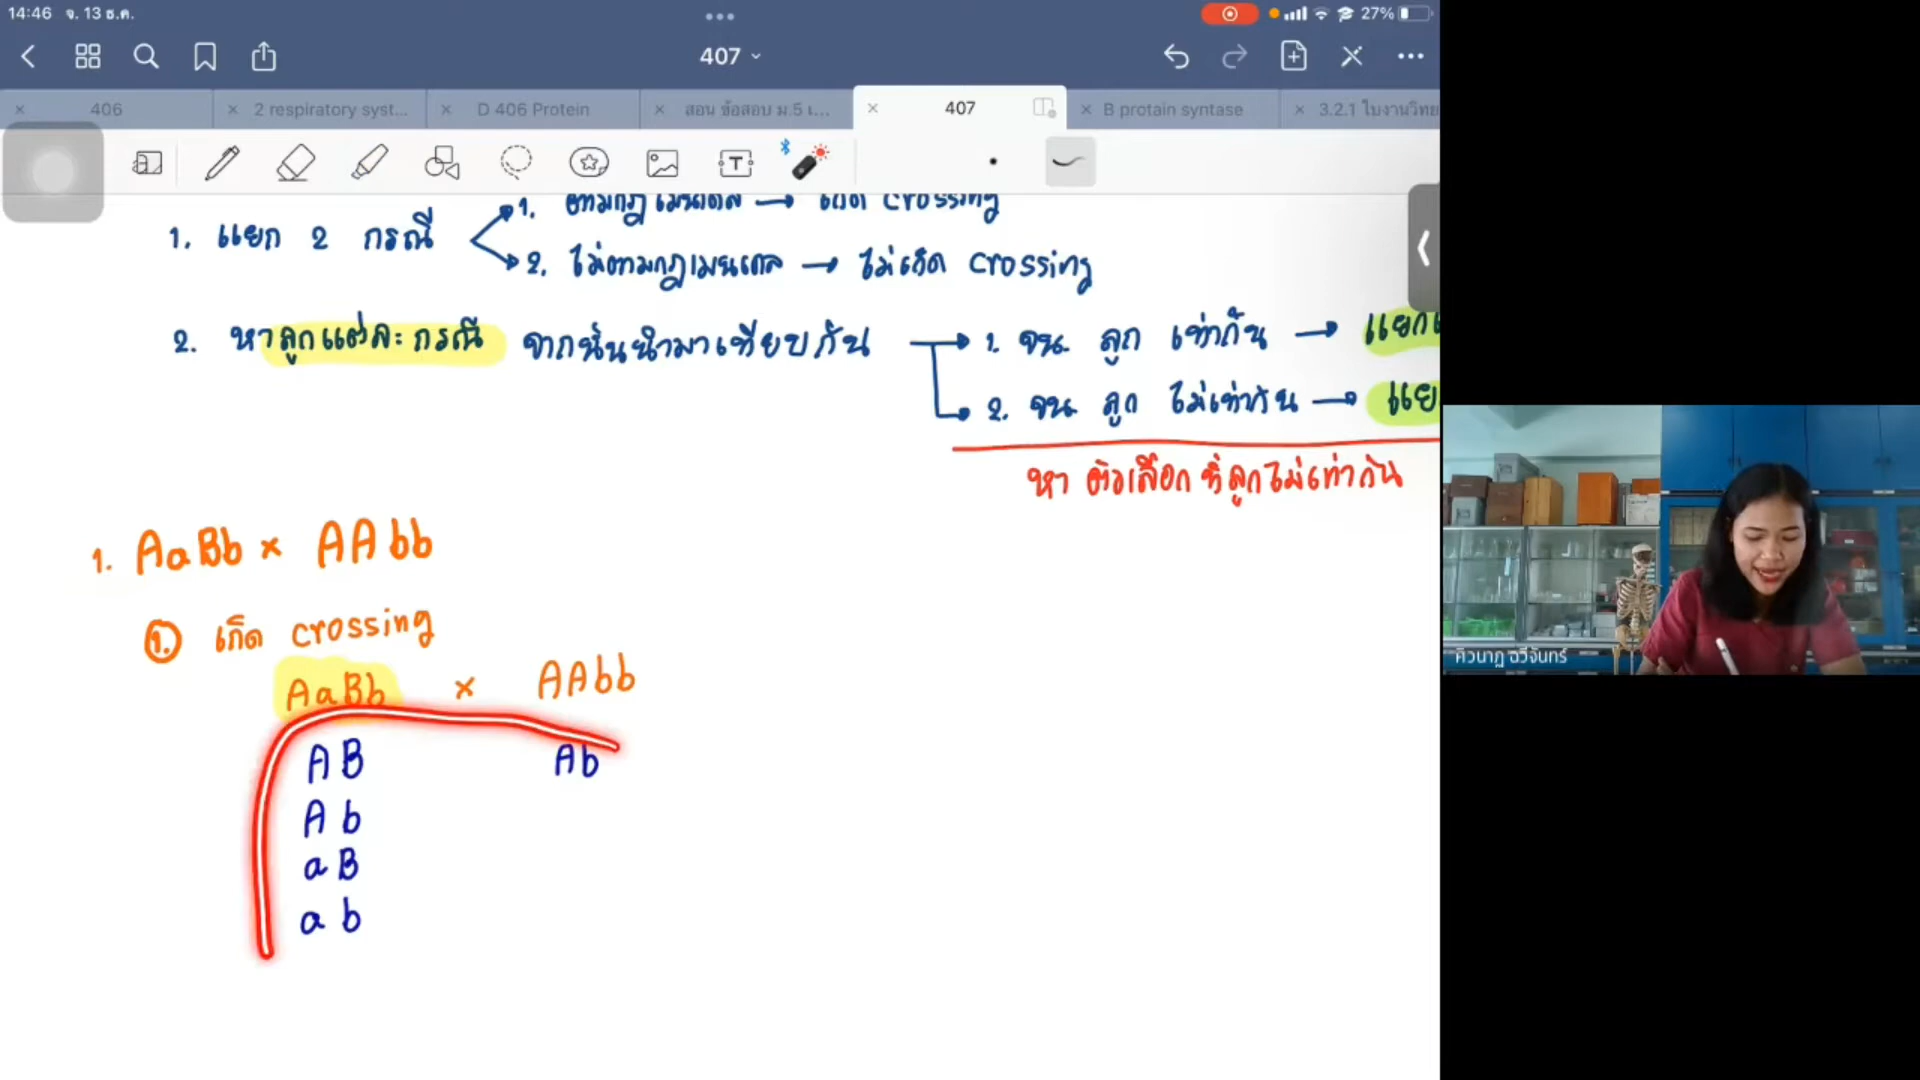 14:46 จ. 13 ธ.ค.
27%
407
406
2 respiratory syst...
D 406 Protein
สอน ข้อสอบ ม.5 เ...
407
B protain syntase
3.2.1 ใบงานวิทย
1. แยก 2 กรณี
1. ตามกฎเมนเดล → เกิด crossing
2. ไม่ตามกฎเมนเดล → ไม่เกิด crossing
2. หาลูกแต่ละกรณี จากนั้นนำมาเทียบกัน
1. จน. ลูก เท่ากัน →
2. จน. ลูก ไม่เท่ากัน →
หา ตัวเลือก ที่ลูกไม่เท่ากัน
1. AaBb × AAbb
1. เกิด crossing
AaBb × AAbb
AB Ab
Ab
aB
ab
ศิวนาฏ ฉวีจันทร์